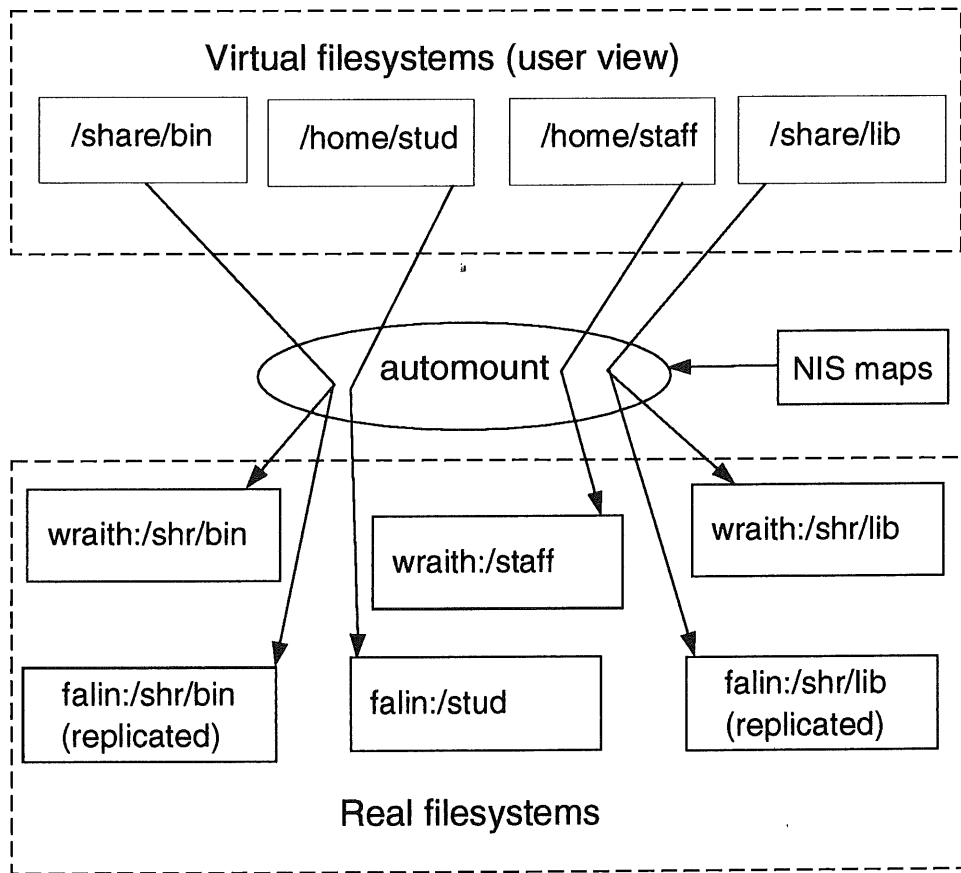 Virtual filesystems (user view)
/share/bin
/home/stud
/home/staff
/share/lib
automount
NIS maps
wraith:/shr/bin
wraith:/staff
wraith:/shr/lib
falin:/shr/bin
(replicated)
falin:/stud
falin:/shr/lib
(replicated)
Real filesystems